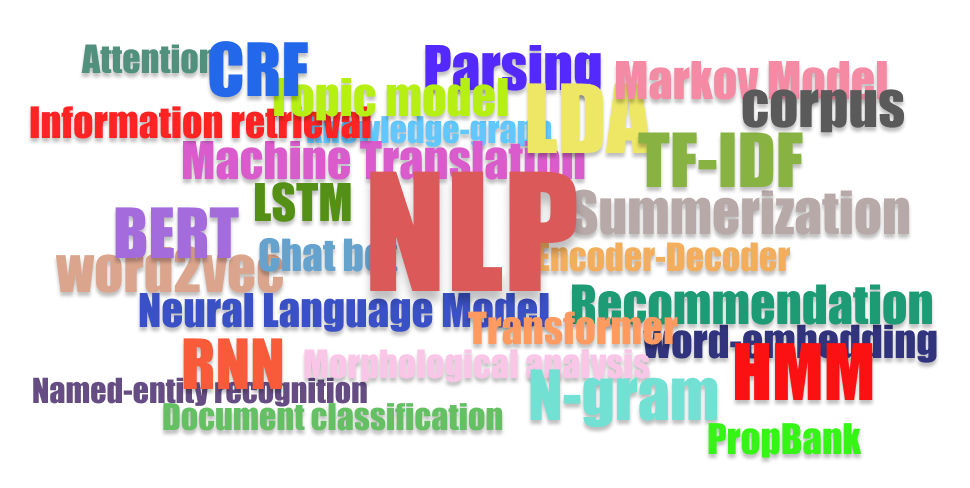 Attention
CRF
Parsing
Markov Model
Topic model
LDA
corpus
Information retrieval
knowledge-graph
Machine Translation
TF-IDF
LSTM
NLP
Summerization
BERT
Chat bot
Encoder-Decoder
word2vec
Neural Language Model
Recommendation
Transformer
word-embedding
RNN
Morphological analysis
HMM
Named-entity recognition
N-gram
Document classification
PropBank